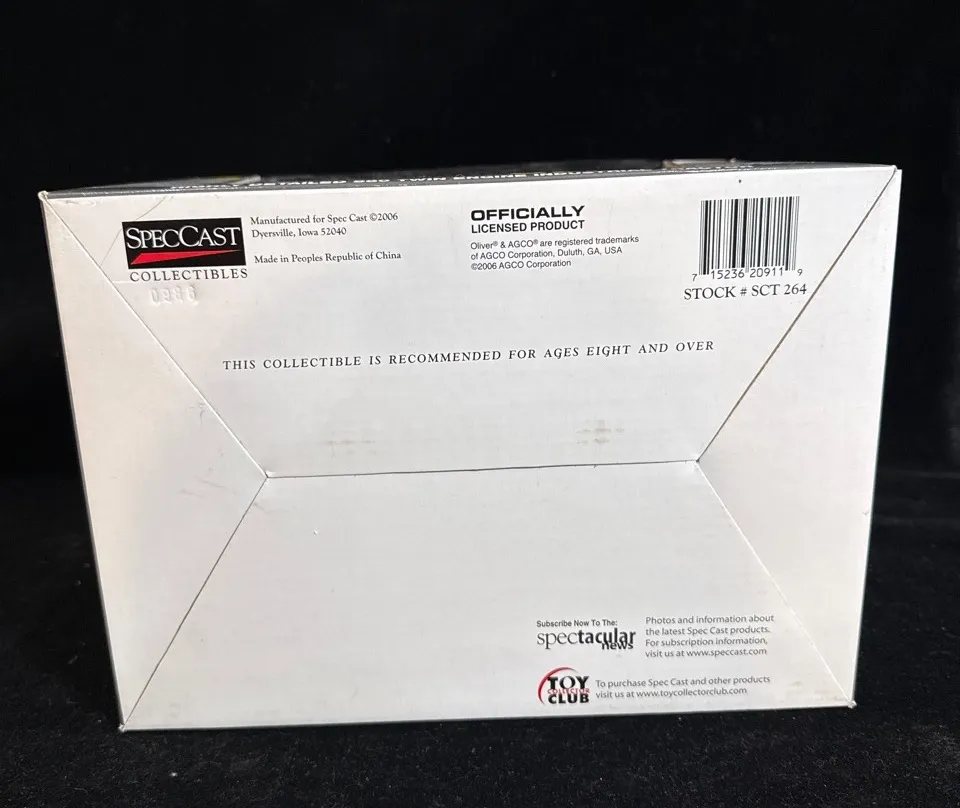 SPECCAST
COLLECTIBLES
0936
Manufactured for Spec Cast ©2006
Dyersville, Iowa 52040
Made in Peoples Republic of China
OFFICIALLY
LICENSED PRODUCT
Oliver® & AGCO® are registered trademarks
of AGCO Corporation, Duluth, GA, USA
©2006 AGCO Corporation
7 15236 20911 9
STOCK # SCT 264
THIS COLLECTIBLE IS RECOMMENDED FOR AGES EIGHT AND OVER
Subscribe Now To The:
spectacular
news
Photos and information about
the latest Spec Cast products.
For subscription information,
visit us at www.speccast.com
TOY
COLLECTOR
CLUB
To purchase Spec Cast and other products
visit us at www.toycollectorclub.com